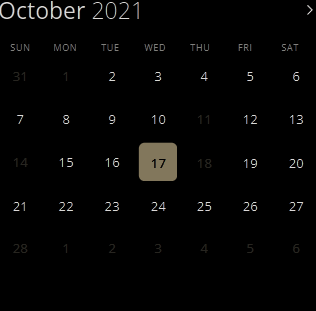 October 2021 >
SUN MON TUE WED THU FRI SAT
31 1 2 3 4 5 6
7 8 9 10 11 12 13
14 15 16 17 18 19 20
21 22 23 24 25 26 27
28 1 2 3 4 5 6